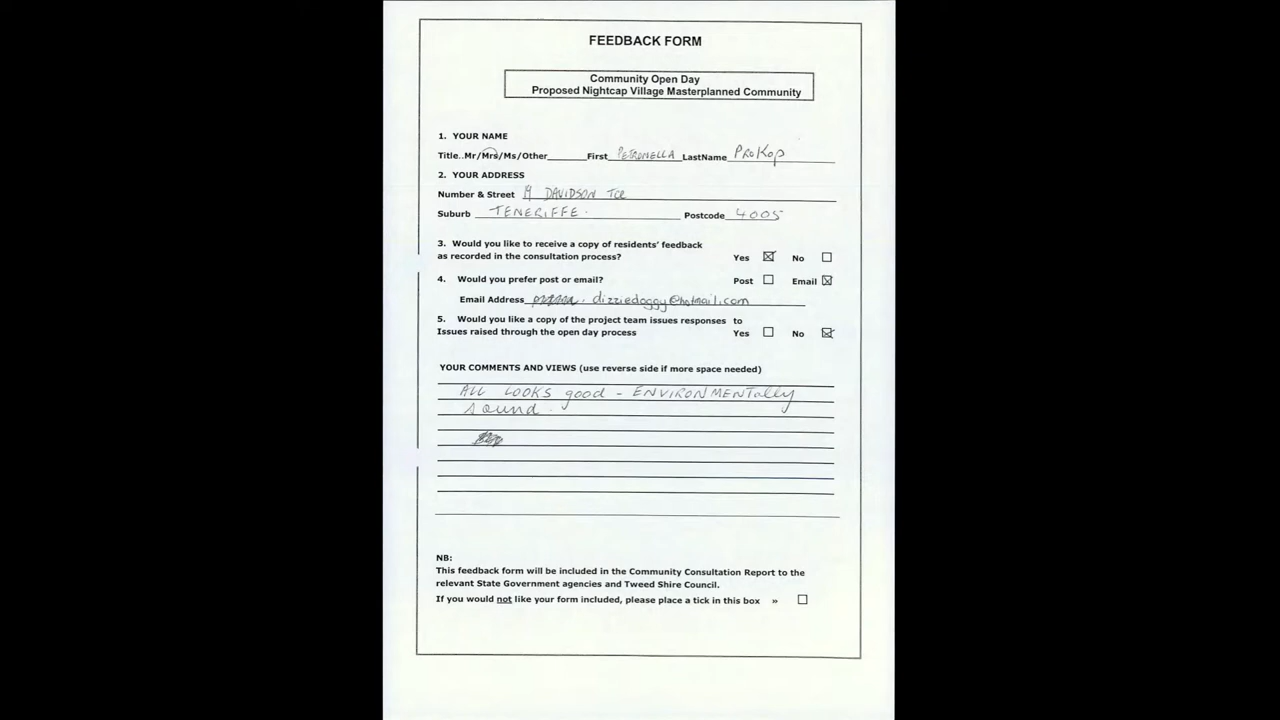 FEEDBACK FORM
Community Open Day
Proposed Nightcap Village Masterplanned Community
1. YOUR NAME
Title..Mr/Mrs/Ms/Other______First PETRONELLA LastName ProKop
2. YOUR ADDRESS
Number & Street 19 DAVIDSON Tce
Suburb TENERIFFE. Postcode 4005
3. Would you like to receive a copy of residents' feedback
as recorded in the consultation process? Yes ☒ No ☐
4. Would you prefer post or email? Post ☐ Email ☒
Email Address dizziedoggy@hotmail.com
5. Would you like a copy of the project team issues responses to
Issues raised through the open day process Yes ☐ No ☒
YOUR COMMENTS AND VIEWS (use reverse side if more space needed)
ALL LOOKS good - ENVIRONMENTally
sound.
NB:
This feedback form will be included in the Community Consultation Report to the
relevant State Government agencies and Tweed Shire Council.
If you would not like your form included, please place a tick in this box » ☐